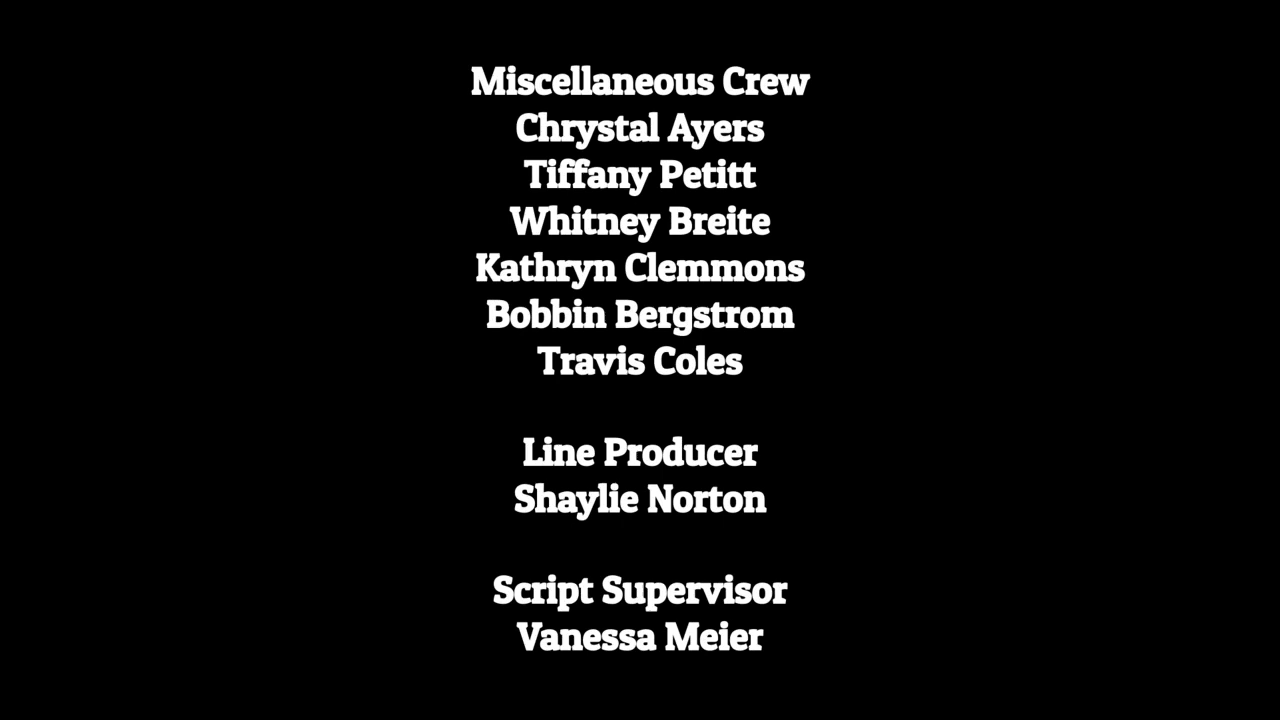 Miscellaneous Crew
Chrystal Ayers
Tiffany Petitt
Whitney Breite
Kathryn Clemmons
Bobbin Bergstrom
Travis Coles
Line Producer
Shaylie Norton
Script Supervisor
Vanessa Meier